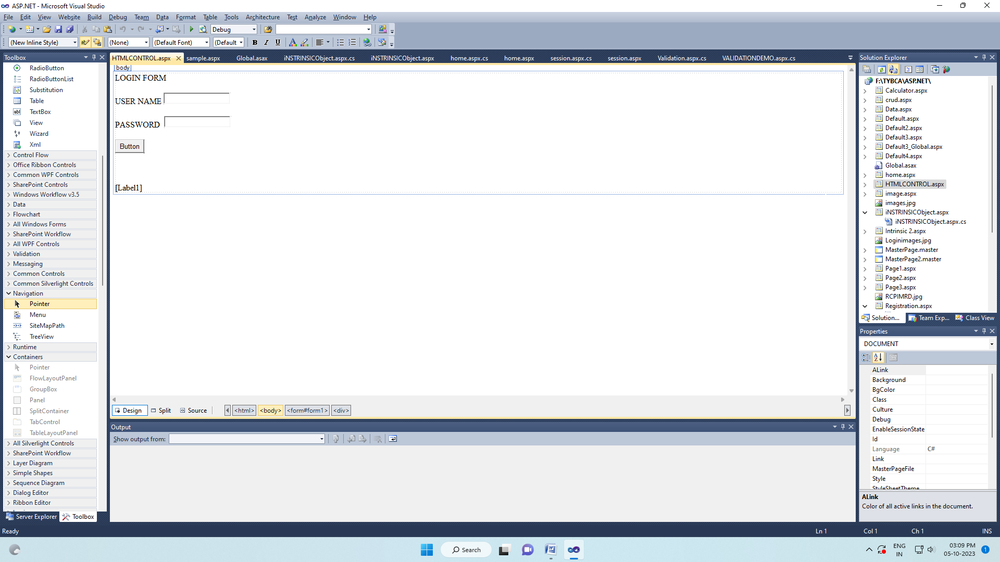 ASP.NET - Microsoft Visual Studio
File Edit View Website Build Debug Team Data Format Table Tools Architecture Test Analyze Window Help
Debug
(New Inline Style) (None) (Default Font) (Default B I U A
Toolbox
RadioButton
RadioButtonList
Substitution
Table
abl TextBox
View
Wizard
Xml
Control Flow
Office Ribbon Controls
Common WPF Controls
SharePoint Controls
Windows Workflow v3.5
Data
Flowchart
All Windows Forms
SharePoint Workflow
All WPF Controls
Validation
Messaging
Common Controls
Common Silverlight Controls
Navigation
Pointer
Menu
SiteMapPath
TreeView
Runtime
Containers
Pointer
FlowLayoutPanel
GroupBox
Panel
SplitContainer
TabControl
TableLayoutPanel
All Silverlight Controls
SharePoint Workflow
Layer Diagram
Simple Shapes
Sequence Diagram
Dialog Editor
Ribbon Editor
Server Explorer Toolbox
HTMLCONTROL.aspx sample.aspx Global.asax iNSTRINSICObject.aspx.cs iNSTRINSICObject.aspx home.aspx.cs home.aspx session.aspx.cs session.aspx Validation.aspx.cs VALIDATIONDEMO.aspx.cs
body
LOGIN FORM
USER NAME
PASSWORD
Button
[Label1]
Design Split Source <html> <body> <form#form1> <div>
Output
Show output from:
Solution Explorer
F:\TYBCA\ASP.NET\
Calculator.aspx
crud.aspx
Data.aspx
Default.aspx
Default2.aspx
Default3.aspx
Default3_Global.aspx
Default4.aspx
Global.asax
home.aspx
HTMLCONTROL.aspx
image.aspx
images.jpg
iNSTRINSICObject.aspx
iNSTRINSICObject.aspx.cs
Intrinsic 2.aspx
Loginimages.jpg
MasterPage.master
MasterPage2.master
Page1.aspx
Page2.aspx
Page3.aspx
RCPIMRD.jpg
Registration.aspx
Solution... Team Exp... Class View
Properties
DOCUMENT
ALink
Background
BgColor
Class
Culture
Debug
EnableSessionState
Id
Language C#
Link
MasterPageFile
Style
StyleSheetTheme
ALink
Color of all active links in the document.
Ready Ln 1 Col 1 Ch 1 INS
Search
ENG
IN
03:09 PM
05-10-2023
1